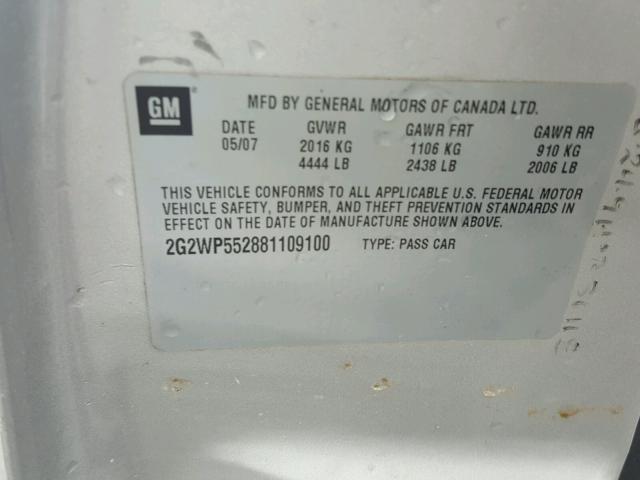 GM
MFD BY GENERAL MOTORS OF CANADA LTD.
DATE GVWR GAWR FRT GAWR RR
05/07 2016 KG 1106 KG 910 KG
4444 LB 2438 LB 2006 LB
THIS VEHICLE CONFORMS TO ALL APPLICABLE U.S. FEDERAL MOTOR
VEHICLE SAFETY, BUMPER, AND THEFT PREVENTION STANDARDS IN
EFFECT ON THE DATE OF MANUFACTURE SHOWN ABOVE.
2G2WP552881109100 TYPE: PASS CAR